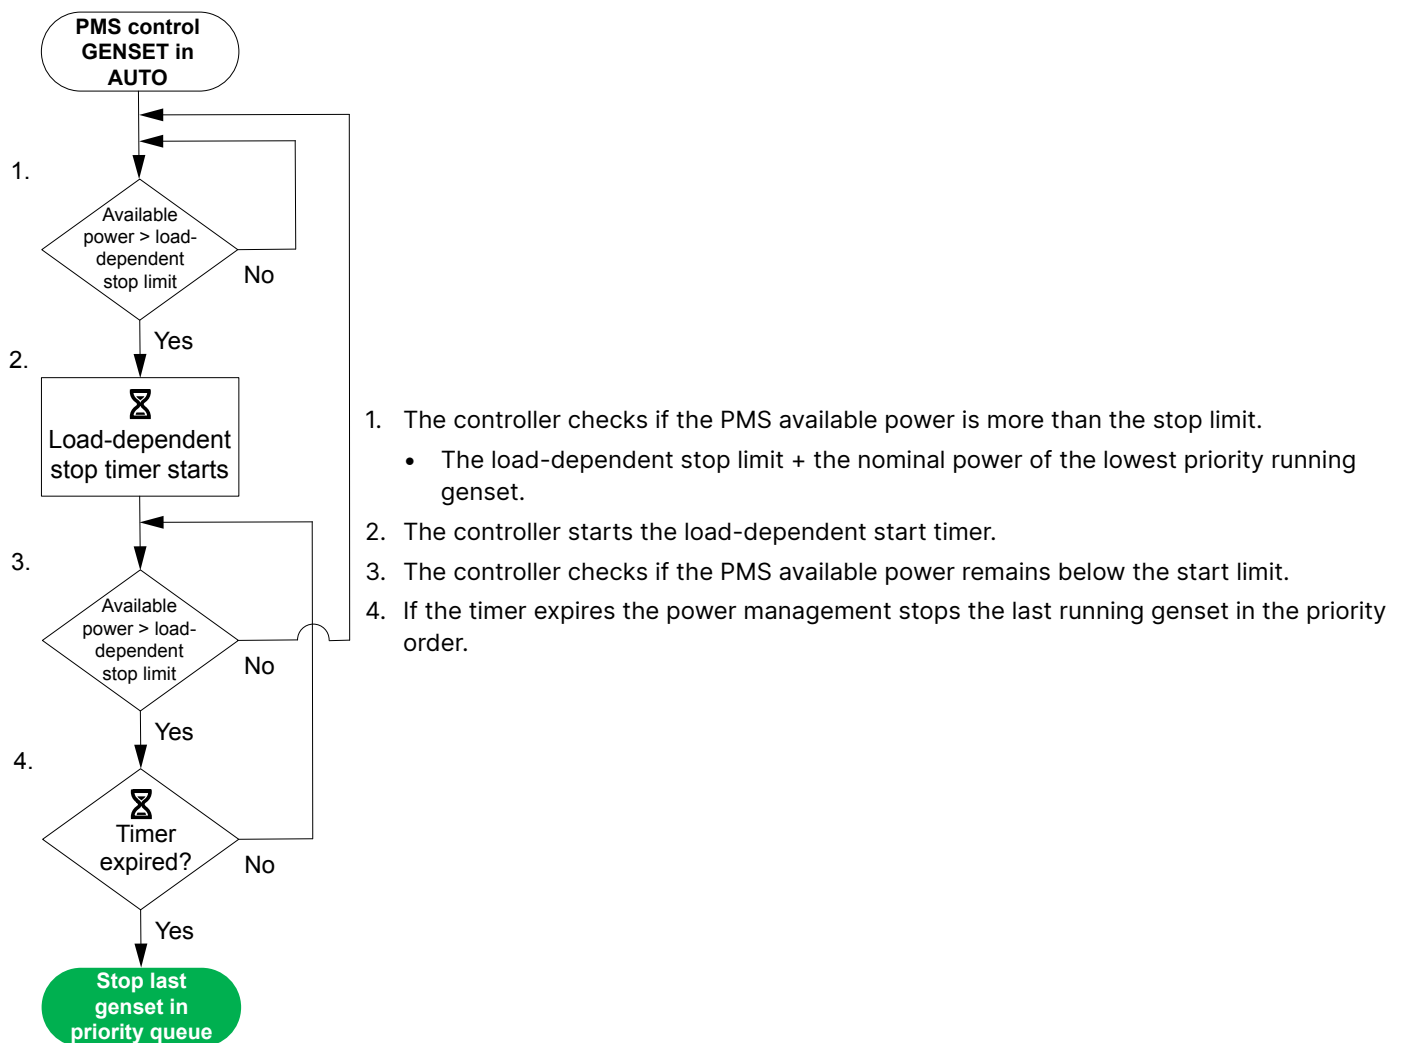 PMS control
GENSET in
AUTO
1.
Available
power > load-
dependent
stop limit
No
Yes
2.
Load-dependent
stop timer starts
3.
Available
power > load-
dependent
stop limit
No
Yes
4.
Timer
expired?
No
Yes
Stop last
genset in
priority queue
1. The controller checks if the PMS available power is more than the stop limit.
• The load-dependent stop limit + the nominal power of the lowest priority running
genset.
2. The controller starts the load-dependent start timer.
3. The controller checks if the PMS available power remains below the start limit.
4. If the timer expires the power management stops the last running genset in the priority
order.